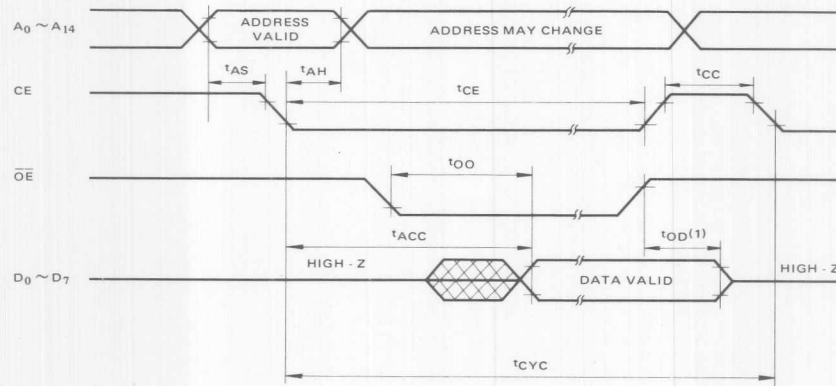 A0 ~ A14
ADDRESS
VALID
ADDRESS MAY CHANGE
tAS
tAH
tCE
tCC
CE
tOO
OE
tACC
tOD(1)
HIGH - Z
HIGH - Z
D0 ~ D7
DATA VALID
tCYC